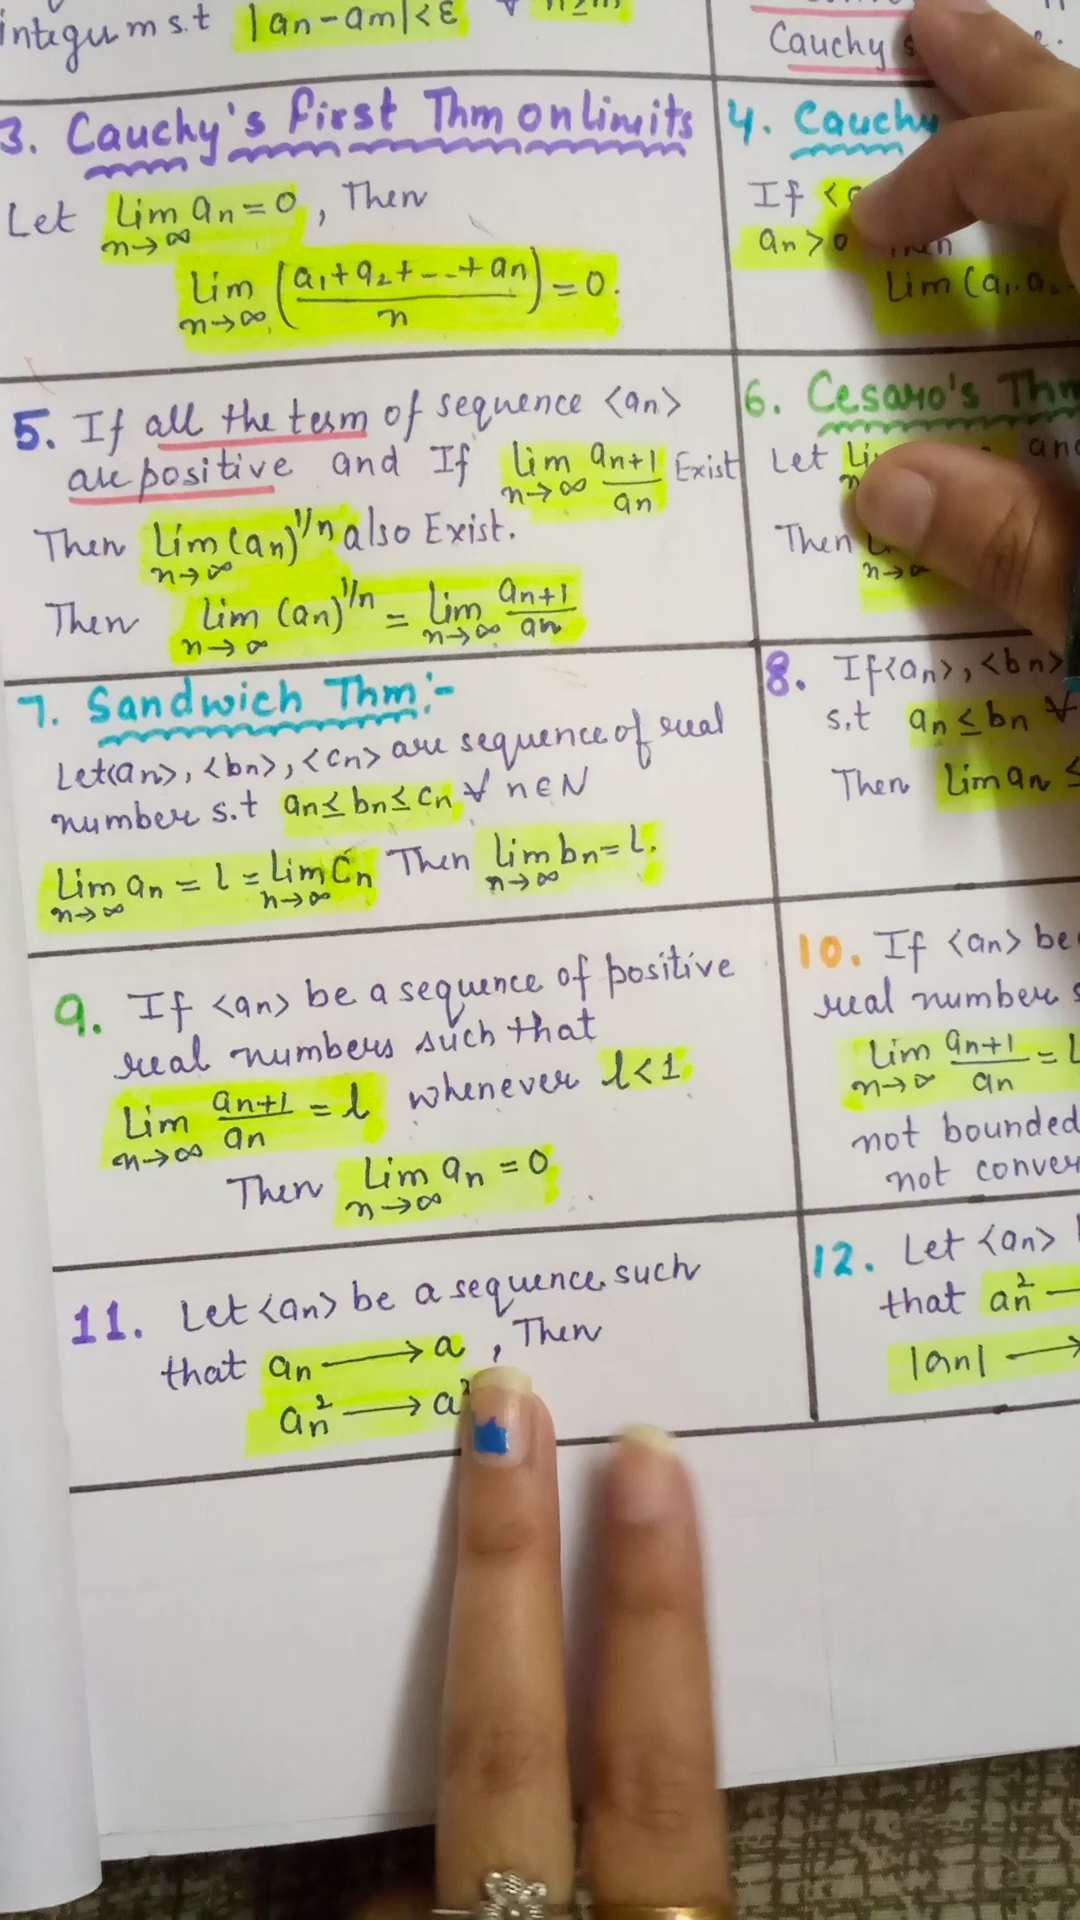 integer m s.t |an-am|<ε ∀ n≥m
Cauchy
3. Cauchy's First Thm on limits
Let Lim an=0, Then
n→∞
Lim (a1+a2+--+an) =0.
n→∞ n
4. Cauchy
If <a
an>0 Then
Lim (a1.a2.
5. If all the term of sequence <an>
are positive and If Lim an+1 Exist
n→∞ an
Then Lim (an)^1/n also Exist.
n→∞
Then Lim (an)^1/n = Lim an+1
n→∞ n→∞ an
6. Cesaro's Thm
Let Li and
Then
n→∞
7. Sandwich Thm:-
Let <an>, <bn>, <cn> are sequence of real
number s.t an≤bn≤cn ∀ n∈N
Lim an = l = Lim Cn Then Lim bn=l.
n→∞ n→∞ n→∞
8. If <an>, <bn>
s.t an≤bn ∀
Then Lim an ≤
9. If <an> be a sequence of positive
real numbers such that
Lim an+1 = l whenever l<1
n→∞ an
Then Lim an = 0
n→∞
10. If <an> be
real number s
Lim an+1 = L
n→∞ an
not bounded
not conver
11. Let <an> be a sequence such
that an → a, Then
an² → a²
12. Let <an>
that an² →
|an| →